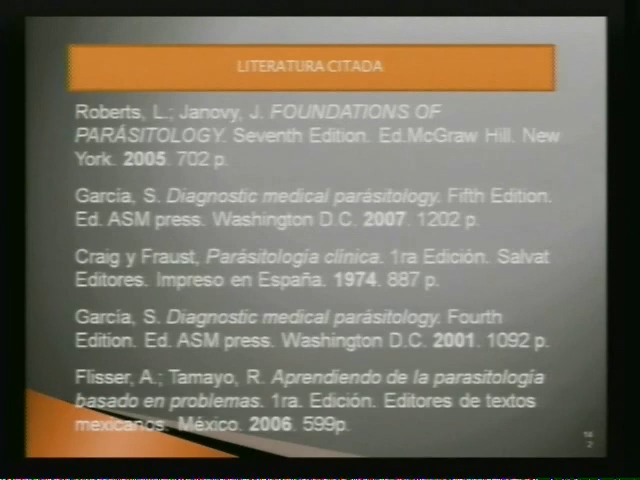 LITERATURA CITADA
Roberts, L.; Janovy, J. FOUNDATIONS OF
PARÁSITOLOGY. Seventh Edition. Ed.McGraw Hill. New
York. 2005. 702 p.
García, S. Diagnostic medical parásitology. Fifth Edition.
Ed. ASM press. Washington D.C. 2007. 1202 p.
Craig y Fraust, Parásitología clínica. 1ra Edición. Salvat
Editores. Impreso en España. 1974. 887 p.
García, S. Diagnostic medical parásitology. Fourth
Edition. Ed. ASM press. Washington D.C. 2001. 1092 p.
Flisser, A.; Tamayo, R. Aprendiendo de la parasitología
basado en problemas. 1ra. Edición. Editores de textos
mexicanos. México. 2006. 599p.